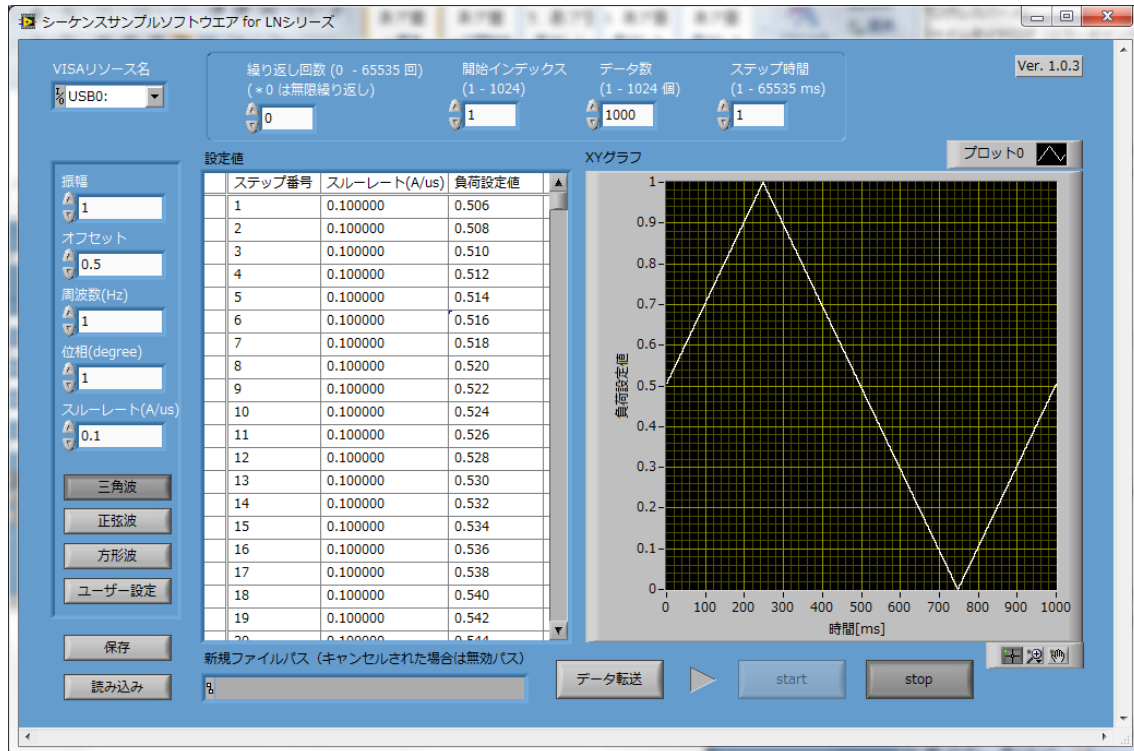 シーケンスサンプルソフトウエア for LNシリーズ
VISAリソース名
USB0:
繰り返し回数 (0 - 65535 回)
(*0 は無限繰り返し)
0
開始インデックス
(1 - 1024)
1
データ数
(1 - 1024 個)
1000
ステップ時間
(1 - 65535 ms)
1
Ver. 1.0.3
振幅
1
オフセット
0.5
周波数(Hz)
1
位相(degree)
1
スルーレート(A/us)
0.1
三角波
正弦波
方形波
ユーザー設定
保存
読み込み
設定値
ステップ番号 スルーレート(A/us) 負荷設定値
1 0.100000 0.506
2 0.100000 0.508
3 0.100000 0.510
4 0.100000 0.512
5 0.100000 0.514
6 0.100000 0.516
7 0.100000 0.518
8 0.100000 0.520
9 0.100000 0.522
10 0.100000 0.524
11 0.100000 0.526
12 0.100000 0.528
13 0.100000 0.530
14 0.100000 0.532
15 0.100000 0.534
16 0.100000 0.536
17 0.100000 0.538
18 0.100000 0.540
19 0.100000 0.542
20 0.100000 0.544
新規ファイルパス（キャンセルされた場合は無効パス）
XYグラフ
プロット0
負荷設定値
1
0.9
0.8
0.7
0.6
0.5
0.4
0.3
0.2
0.1
0
0 100 200 300 400 500 600 700 800 900 1000
時間[ms]
データ転送
start
stop